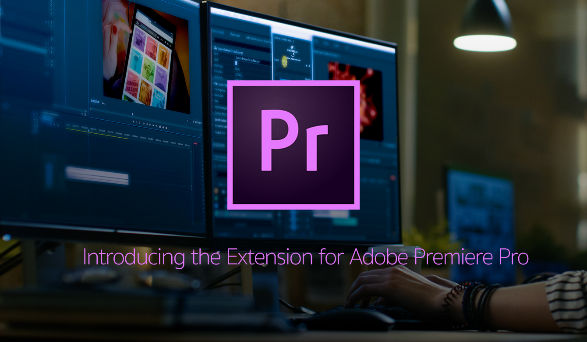 Pr
Introducing the Extension for Adobe Premiere Pro